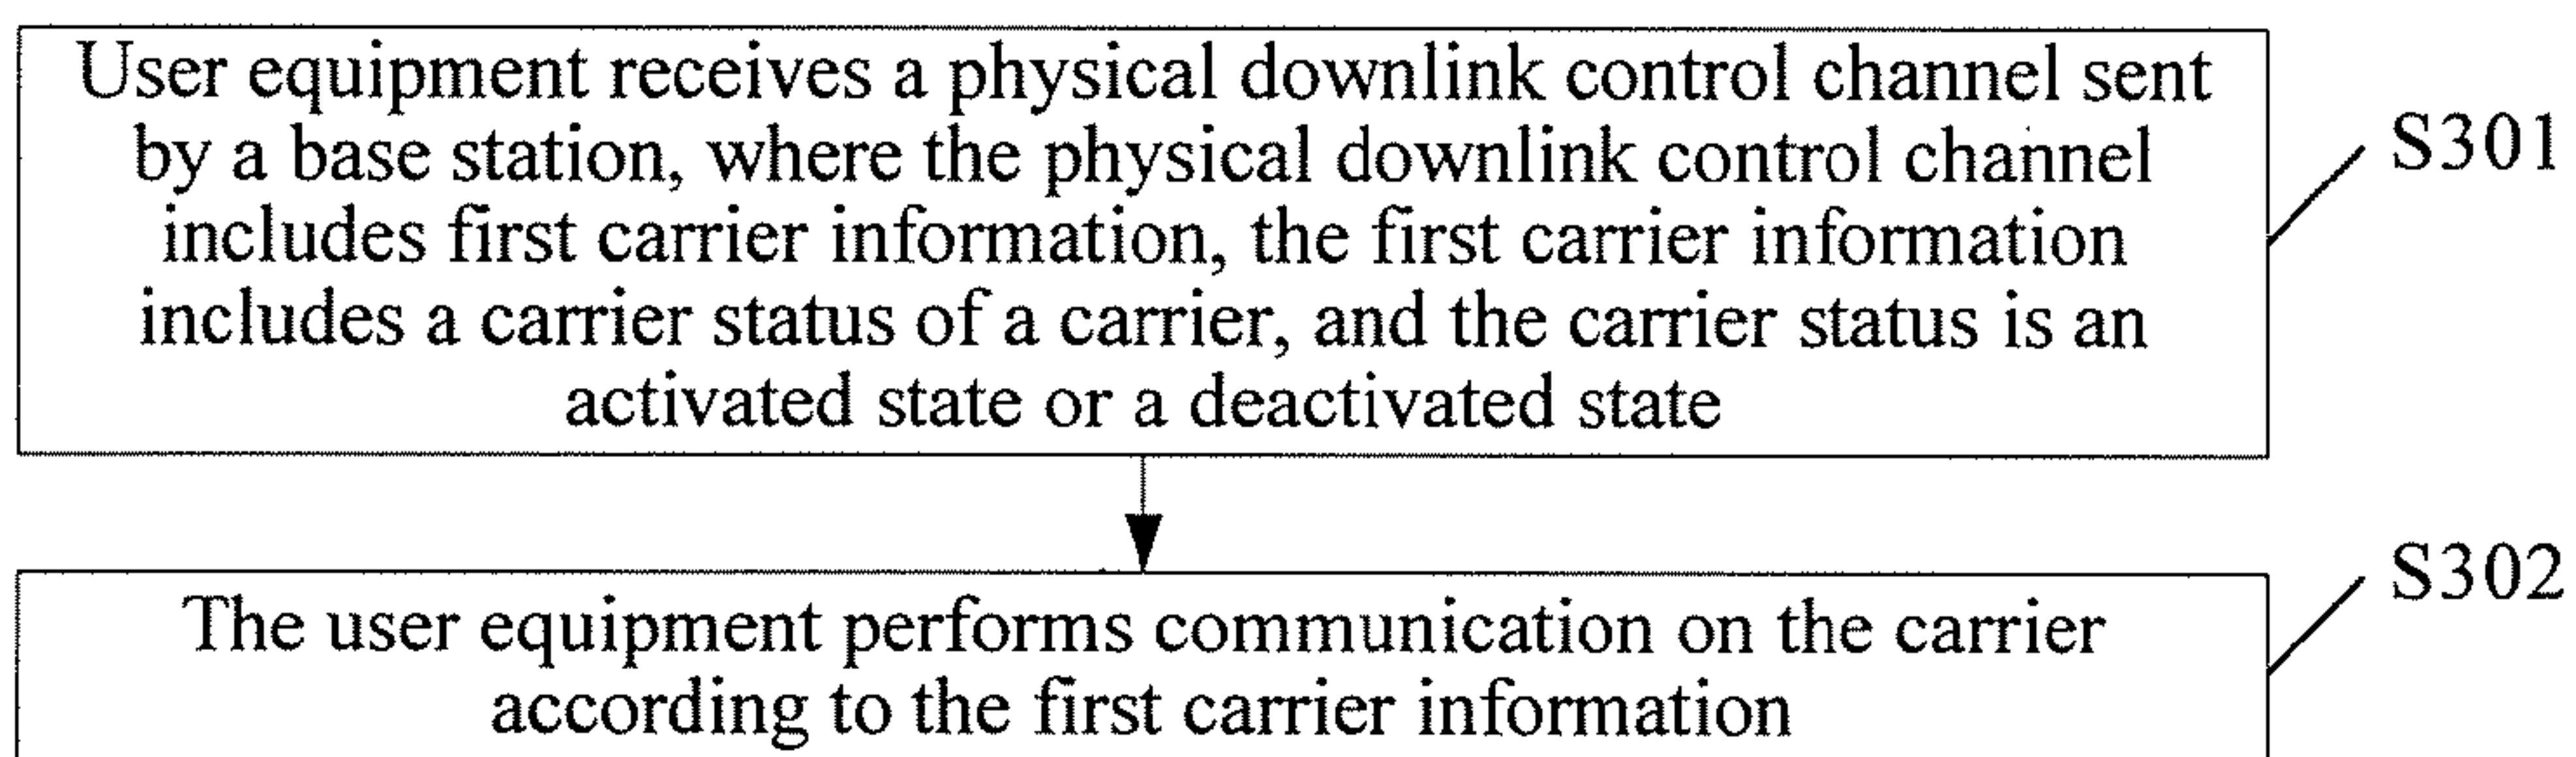 User equipment receives a physical downlink control channel sent
by a base station, where the physical downlink control channel
includes first carrier information, the first carrier information
includes a carrier status of a carrier, and the carrier status is an
activated state or a deactivated state
S301
The user equipment performs communication on the carrier
according to the first carrier information
S302